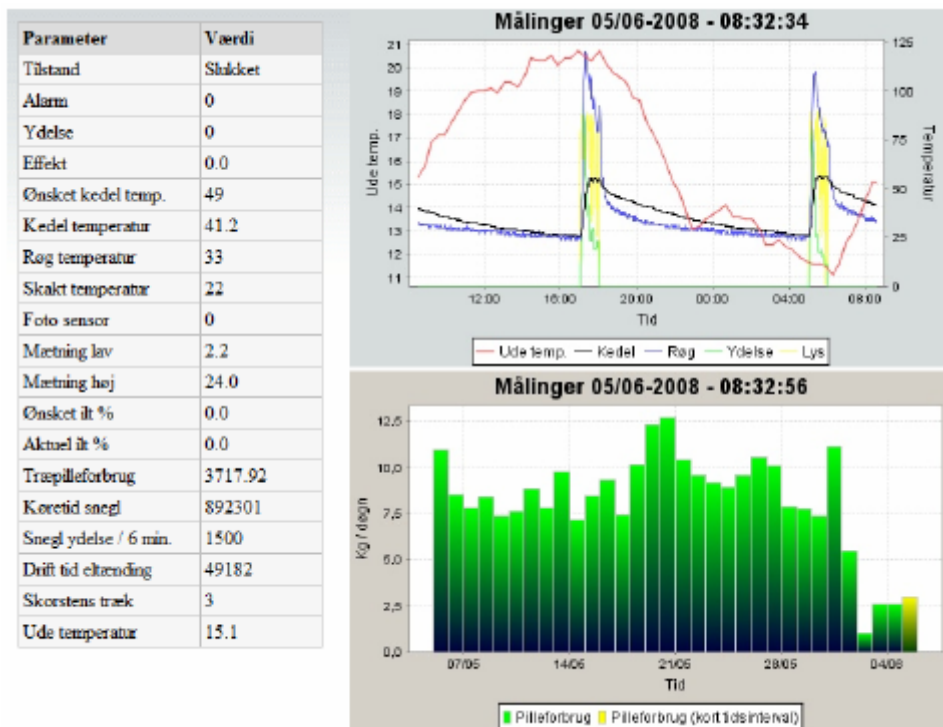 Parameter Værdi
Tilstand Slukket
Alarm 0
Ydelse 0
Effekt 0.0
Ønsket kedel temp. 49
Kedel temperatur 41.2
Røg temperatur 33
Skakt temperatur 22
Foto sensor 0
Mætning lav 2.2
Mætning høj 24.0
Ønsket ilt % 0.0
Aktuel ilt % 0.0
Træpilleforbrug 3717.92
Køretid snegl 892301
Snegl ydelse / 6 min. 1500
Drift tid eltænding 49182
Skorstens træk 3
Ude temperatur 15.1
Målinger 05/06-2008 - 08:32:34
Ude temp.
21
20
19
18
17
16
15
14
13
12
11
125
100
75
50
25
0
Temperatur
12:00 16:00 20:00 00:00 04:00 08:00
Tid
Ude temp. Kedel Røg Ydelse Lys
Målinger 05/06-2008 - 08:32:56
Kg / døgn
12,5
10,0
7,5
5,0
2,5
0,0
07/05 14/05 21/05 28/05 04/06
Tid
Pilleforbrug Pilleforbrug (kort tidsinterval)